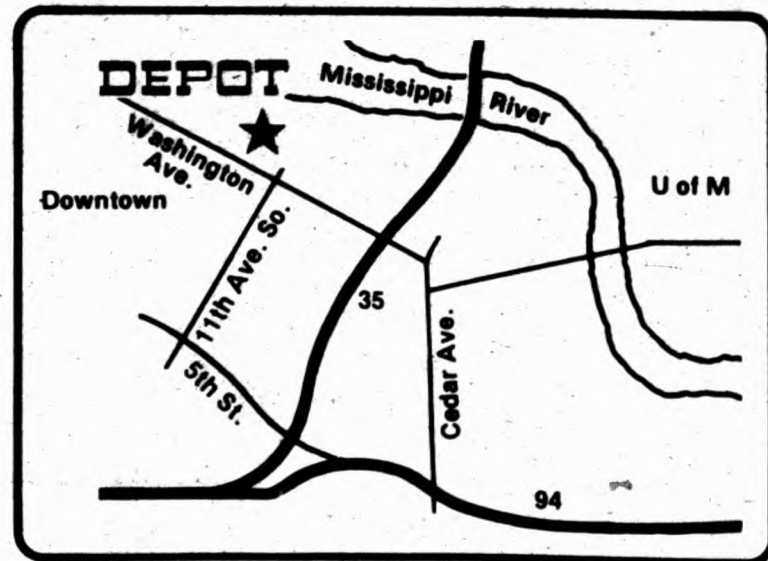 DEPOT
Mississippi River
Washington
Ave.
Downtown
U of M
11th Ave. So.
35
5th St.
Cedar Ave.
94